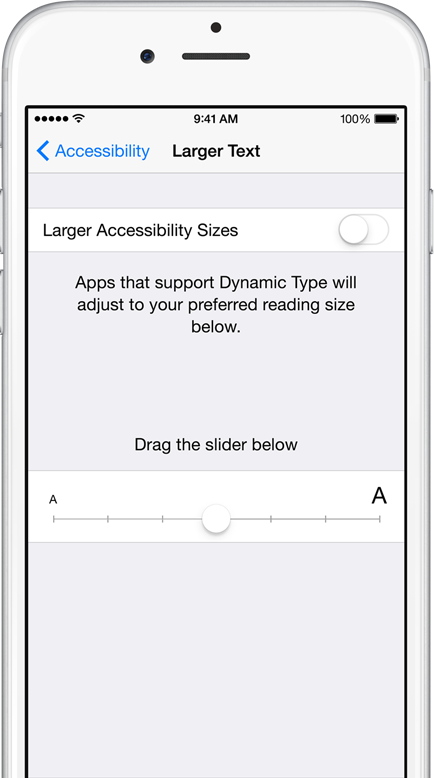 9:41 AM 100%
Accessibility Larger Text
Larger Accessibility Sizes
Apps that support Dynamic Type will
adjust to your preferred reading size
below.
Drag the slider below
A A